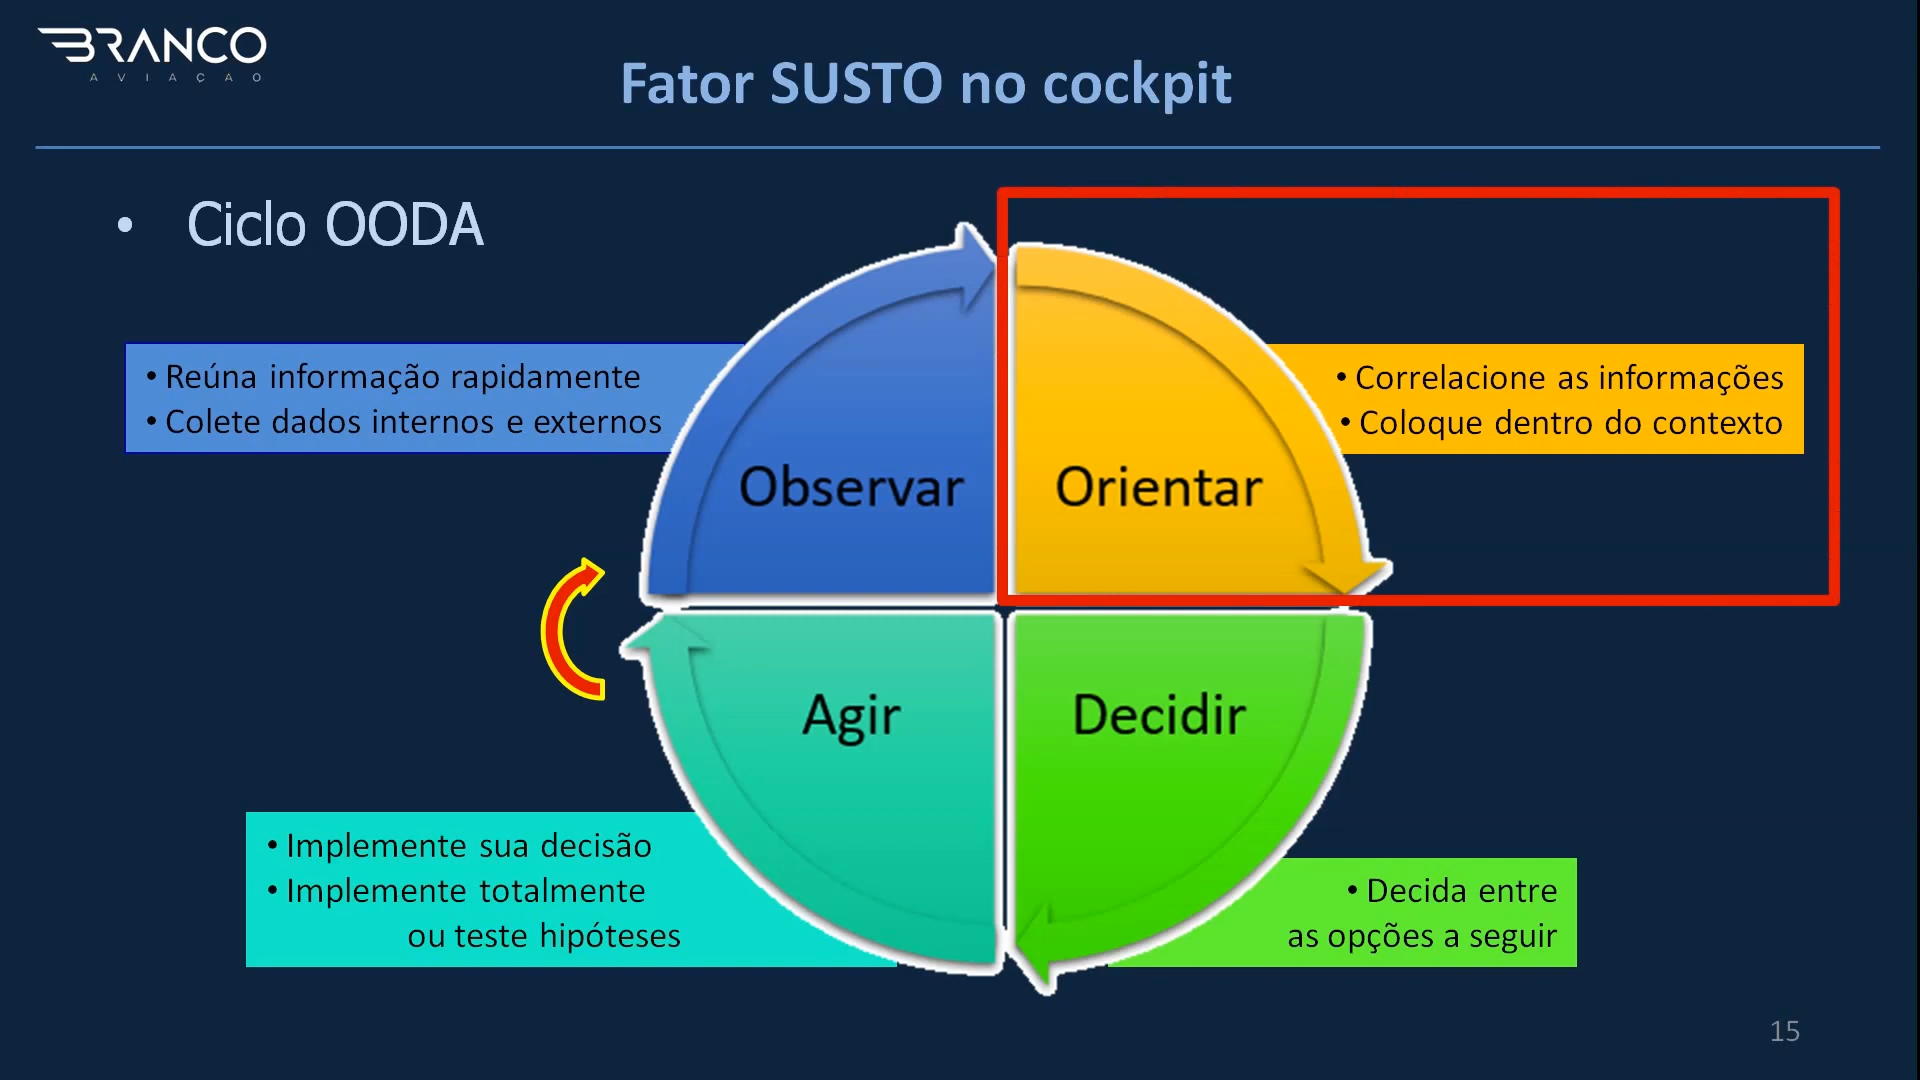 BRANCO
AVIAÇAO
Fator SUSTO no cockpit
• Ciclo OODA
• Reúna informação rapidamente
• Colete dados internos e externos
• Correlacione as informações
• Coloque dentro do contexto
Observar
Orientar
Agir
Decidir
• Implemente sua decisão
• Implemente totalmente
ou teste hipóteses
• Decida entre
as opções a seguir
15